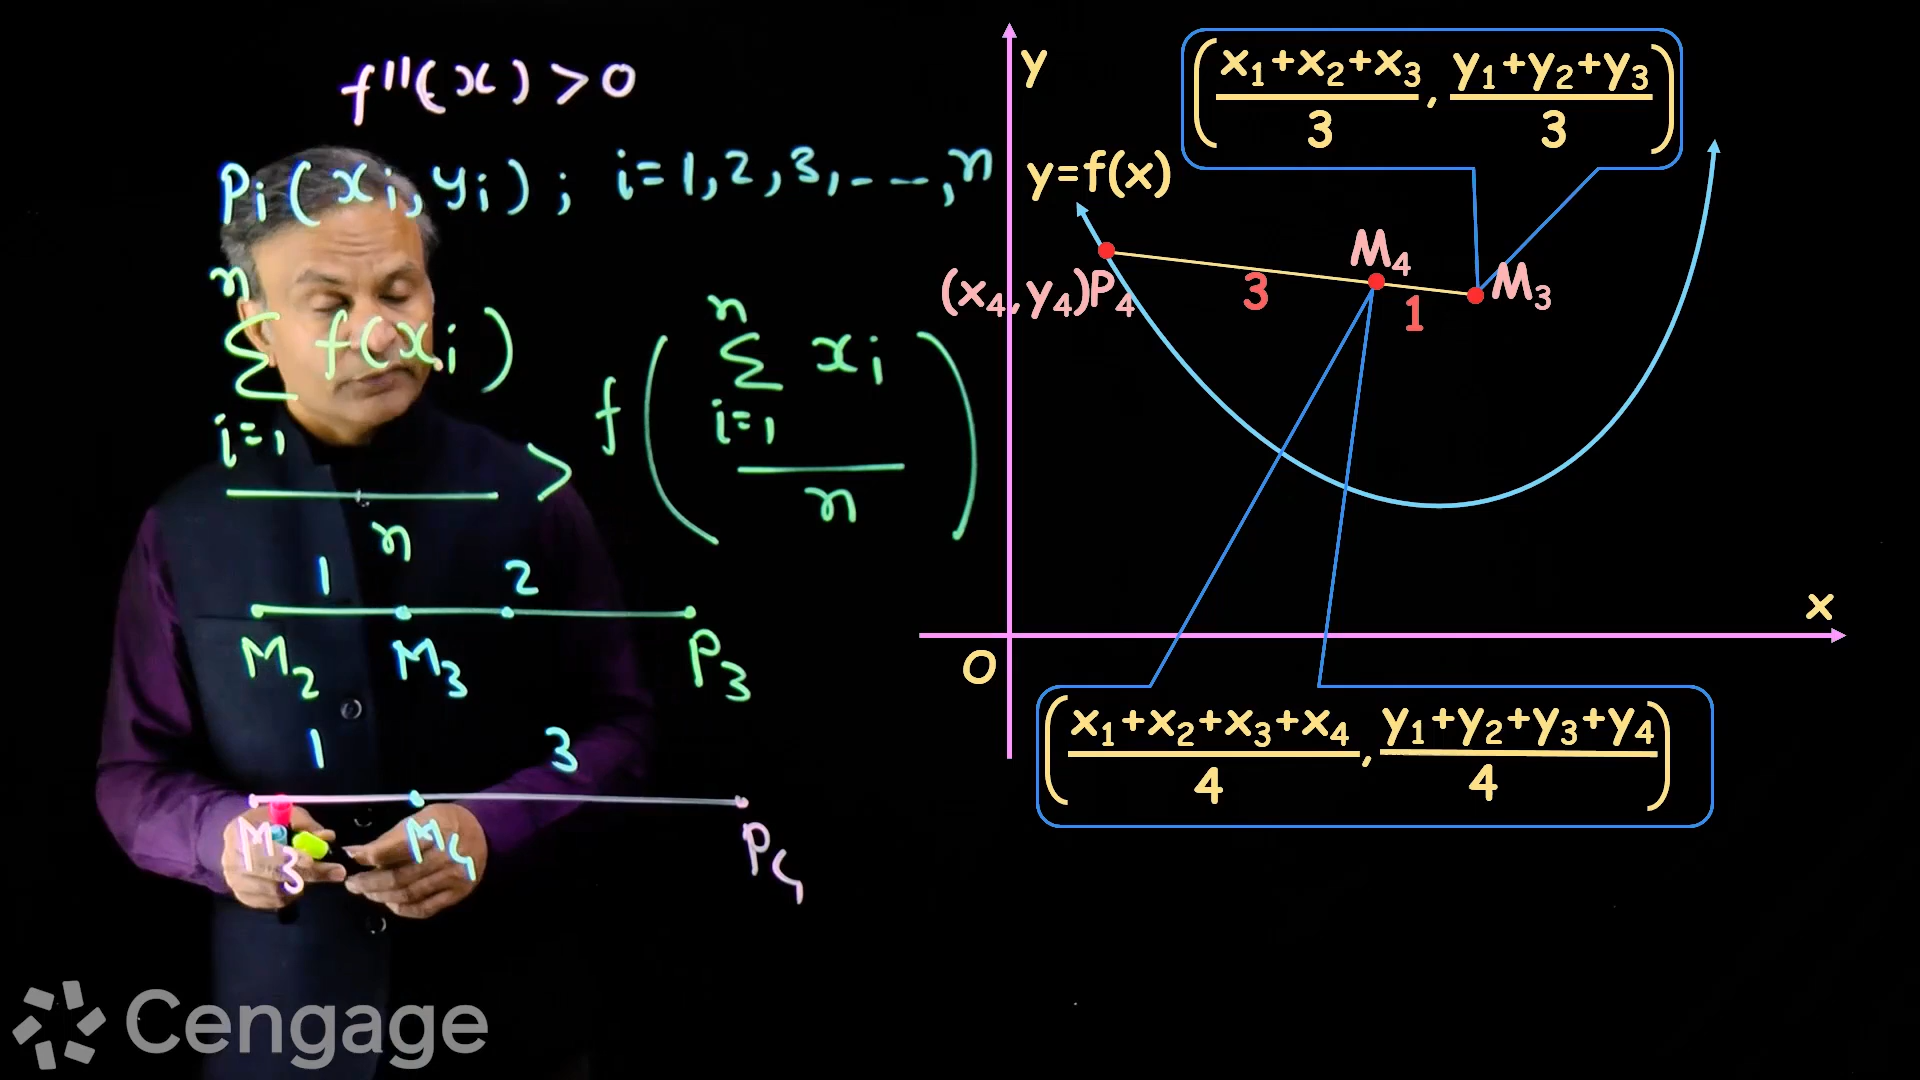 f''(x) > 0
Pi(xi, yi) ; i=1,2,3,-- --,n
n
Σ f(xi)
i=1
n
>
f( n
Σ xi
i=1
n )
1 2
M2 M3 P3
1 3
M3 M4 P4
y
(x₁+x₂+x₃
3
, y₁+y₂+y₃
3 )
y=f(x)
(x₄,y₄)P₄
3
M₄
1
M₃
x
O
(x₁+x₂+x₃+x₄
4
, y₁+y₂+y₃+y₄
4 )
Cengage